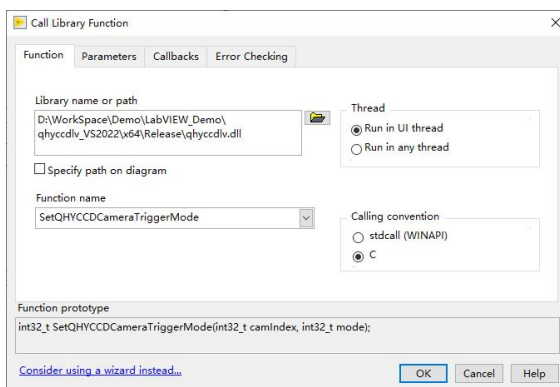 Call Library Function
Function
Parameters
Callbacks
Error Checking
Library name or path
D:\WorkSpace\Demo\LabVIEW_Demo\
qhyccdlv_VS2022\x64\Release\qhyccdlv.dll
Specify path on diagram
Function name
SetQHYCCDCameraTriggerMode
Thread
Run in UI thread
Run in any thread
Calling convention
stdcall (WINAPI)
C
Function prototype
int32_t SetQHYCCDCameraTriggerMode(int32_t camIndex, int32_t mode);
Consider using a wizard instead...
OK
Cancel
Help